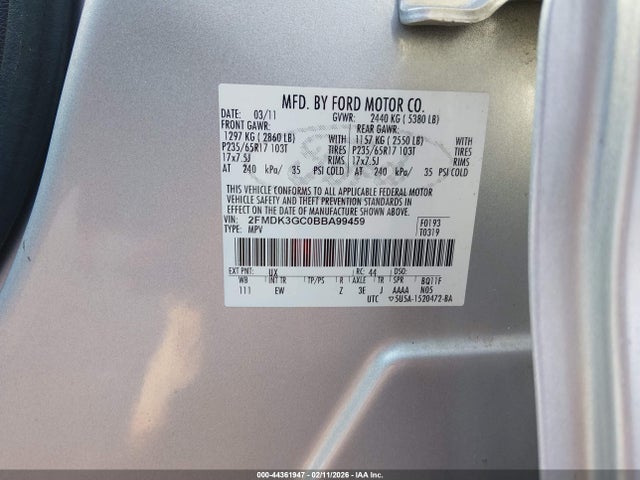 MFD. BY FORD MOTOR CO.
DATE: 03/11 GVWR: 2440 KG ( 5380 LB)
FRONT GAWR: REAR GAWR:
1297 KG ( 2860 LB) WITH 1157 KG ( 2550 LB) WITH
P235/65R17 103T TIRES P235/65R17 103T TIRES
17x7.5J RIMS 17x7.5J RIMS
AT 240 kPa/ 35 PSI COLD AT 240 kPa/ 35 PSI COLD
THIS VEHICLE CONFORMS TO ALL APPLICABLE FEDERAL MOTOR
VEHICLE SAFETY AND THEFT PREVENTION STANDARDS IN
EFFECT ON THE DATE OF MANUFACTURE SHOWN ABOVE.
VIN: 2FMDK3GC0BBA99459 F0193
TYPE: MPV T0319
EXT PNT: UX RC: 44 DSO:
WB INT TR TP/PS R AXLE TR SPR BQ11F
111 EW Z 3E J AAAA N05
UTC ▽5U5A-1520472-BA
000-44361947 - 02/11/2026 - IAA Inc.